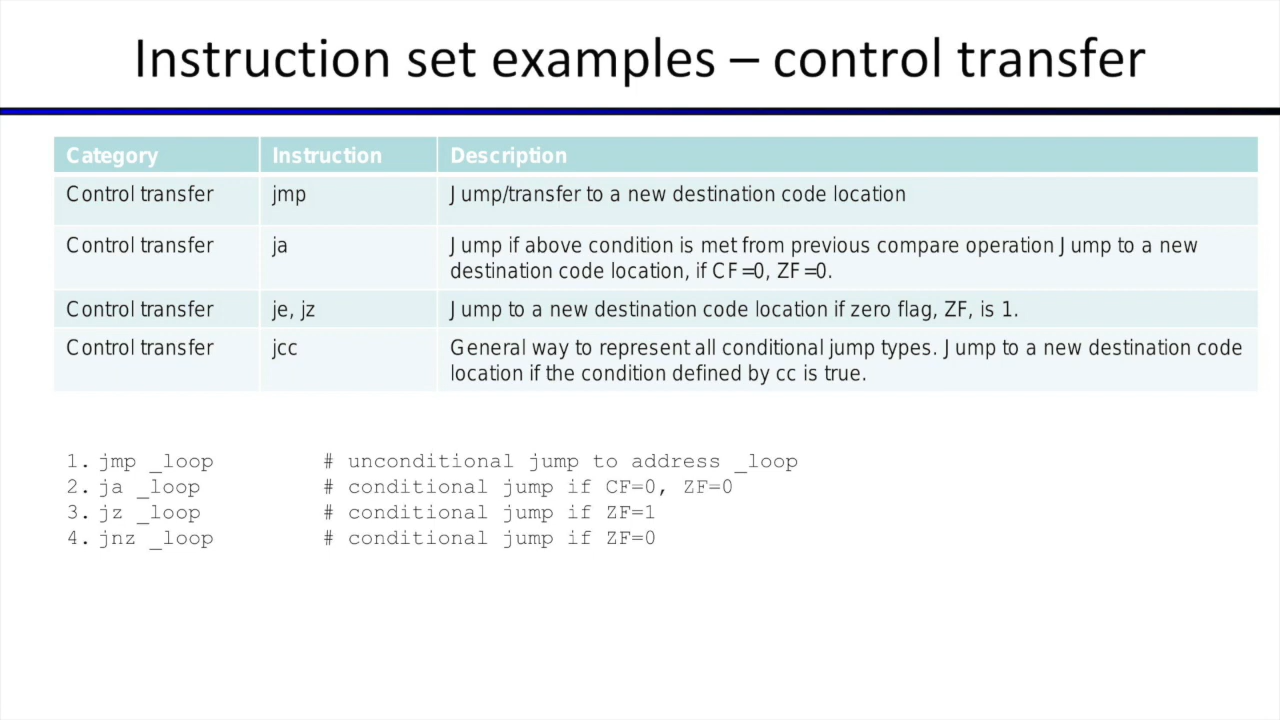 Instruction set examples – control transfer
Category Instruction Description
Control transfer jmp Jump/transfer to a new destination code location
Control transfer ja Jump if above condition is met from previous compare operation Jump to a new
destination code location, if CF=0, ZF=0.
Control transfer je, jz Jump to a new destination code location if zero flag, ZF, is 1.
Control transfer jcc General way to represent all conditional jump types. Jump to a new destination code
location if the condition defined by cc is true.
1. jmp _loop # unconditional jump to address _loop
2. ja _loop # conditional jump if CF=0, ZF=0
3. jz _loop # conditional jump if ZF=1
4. jnz _loop # conditional jump if ZF=0